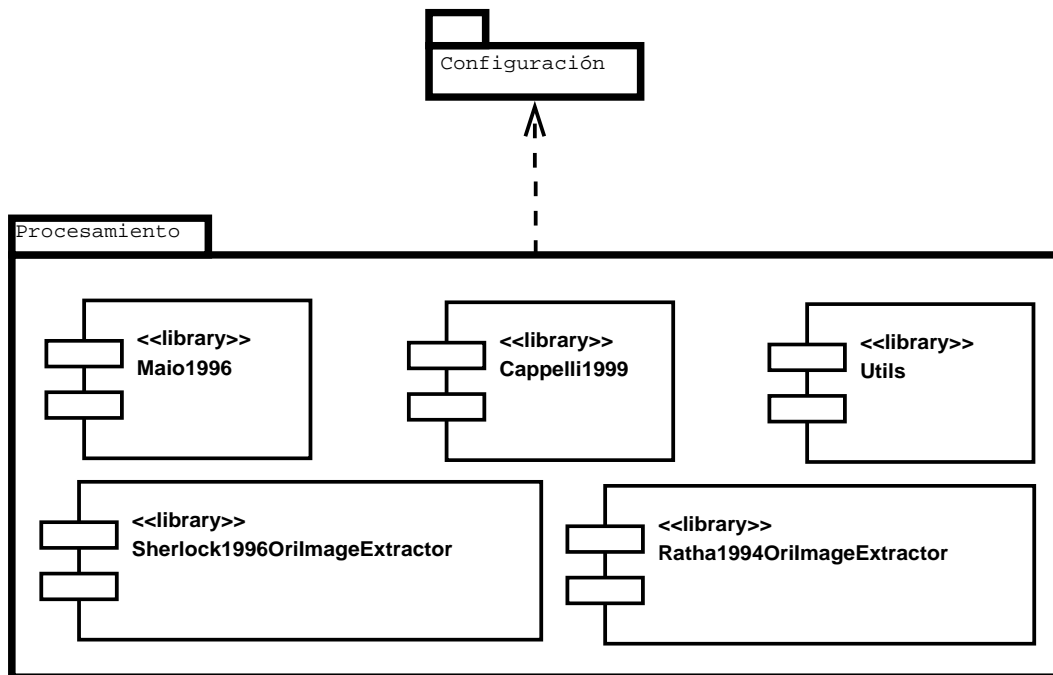 Configuración
Procesamiento
<<library>>
Maio1996
<<library>>
Cappelli1999
<<library>>
Utils
<<library>>
Sherlock1996OriImageExtractor
<<library>>
Ratha1994OriImageExtractor